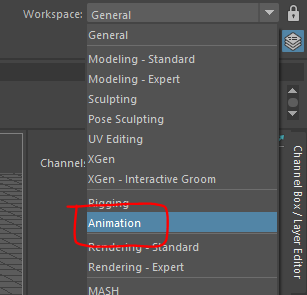 Workspace: General
General
Modeling - Standard
Modeling - Expert
Sculpting
Pose Sculpting
UV Editing
XGen
XGen - Interactive Groom
Rigging
Animation
Rendering - Standard
Rendering - Expert
MASH
Channels
Channel Box / Layer Editor